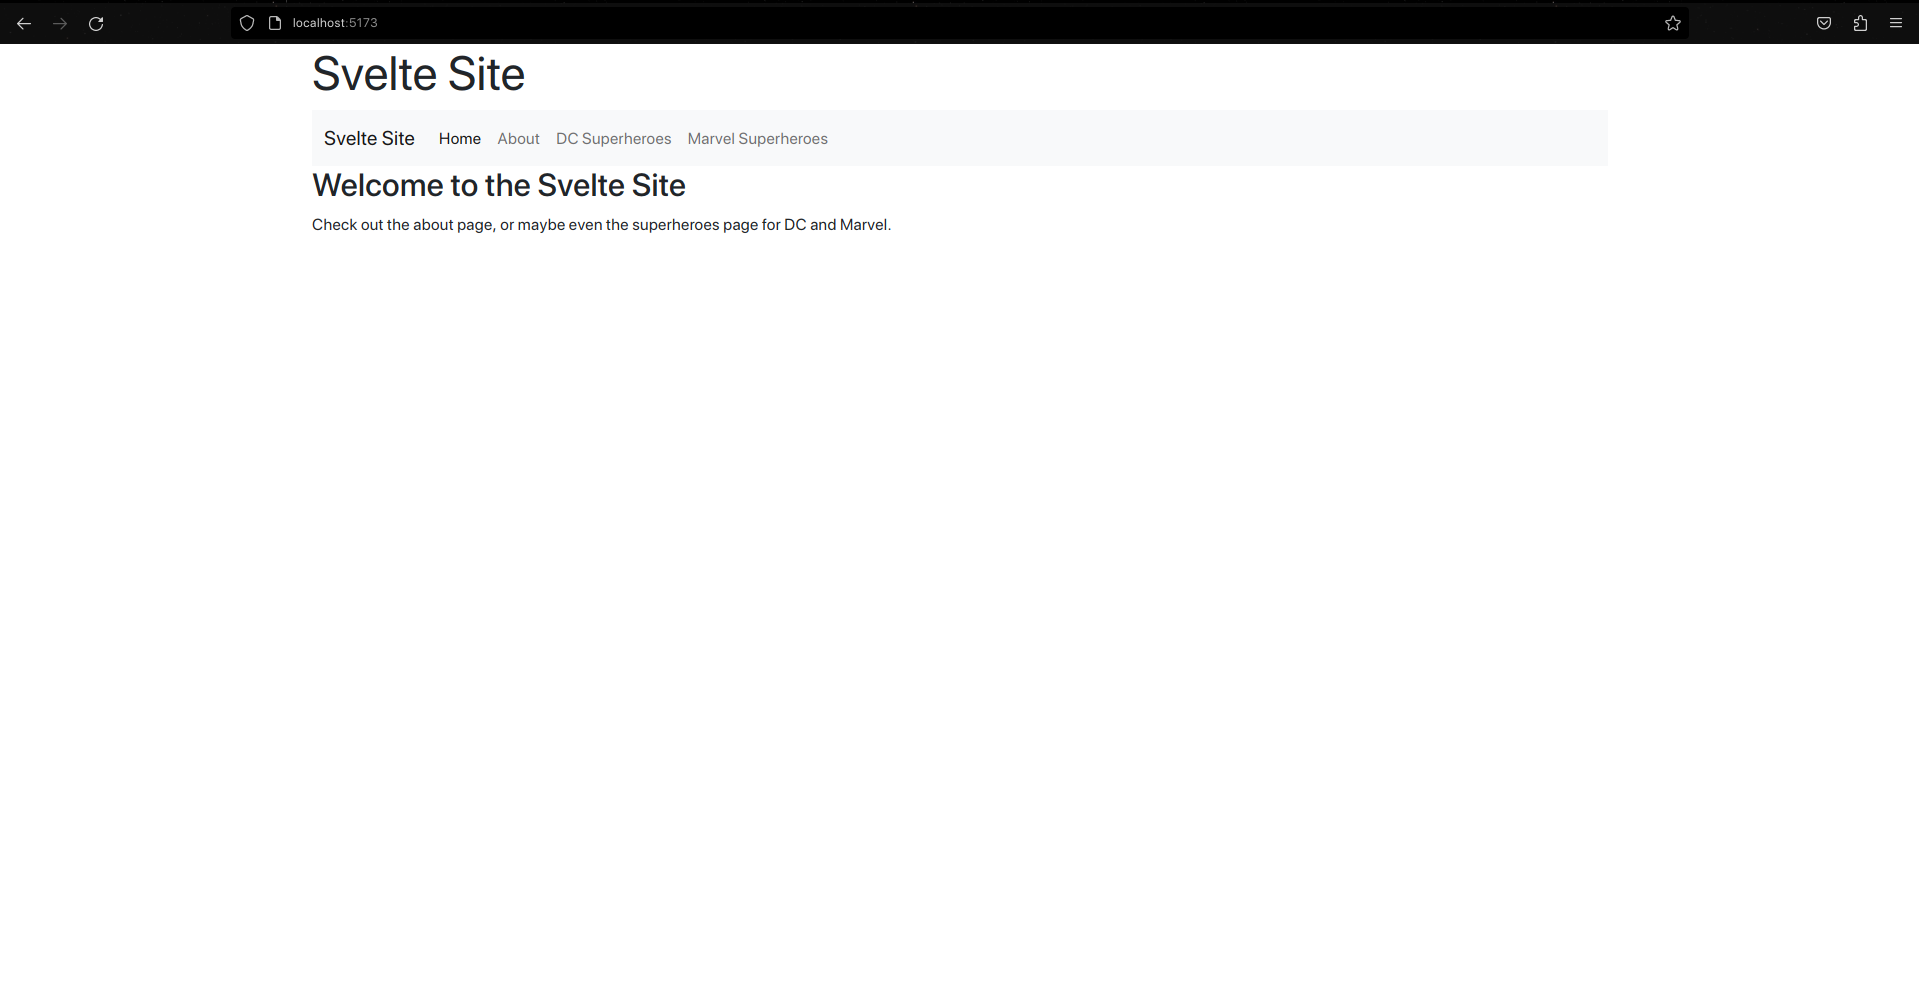 localhost:5173
Svelte Site
Svelte Site Home About DC Superheroes Marvel Superheroes
Welcome to the Svelte Site
Check out the about page, or maybe even the superheroes page for DC and Marvel.